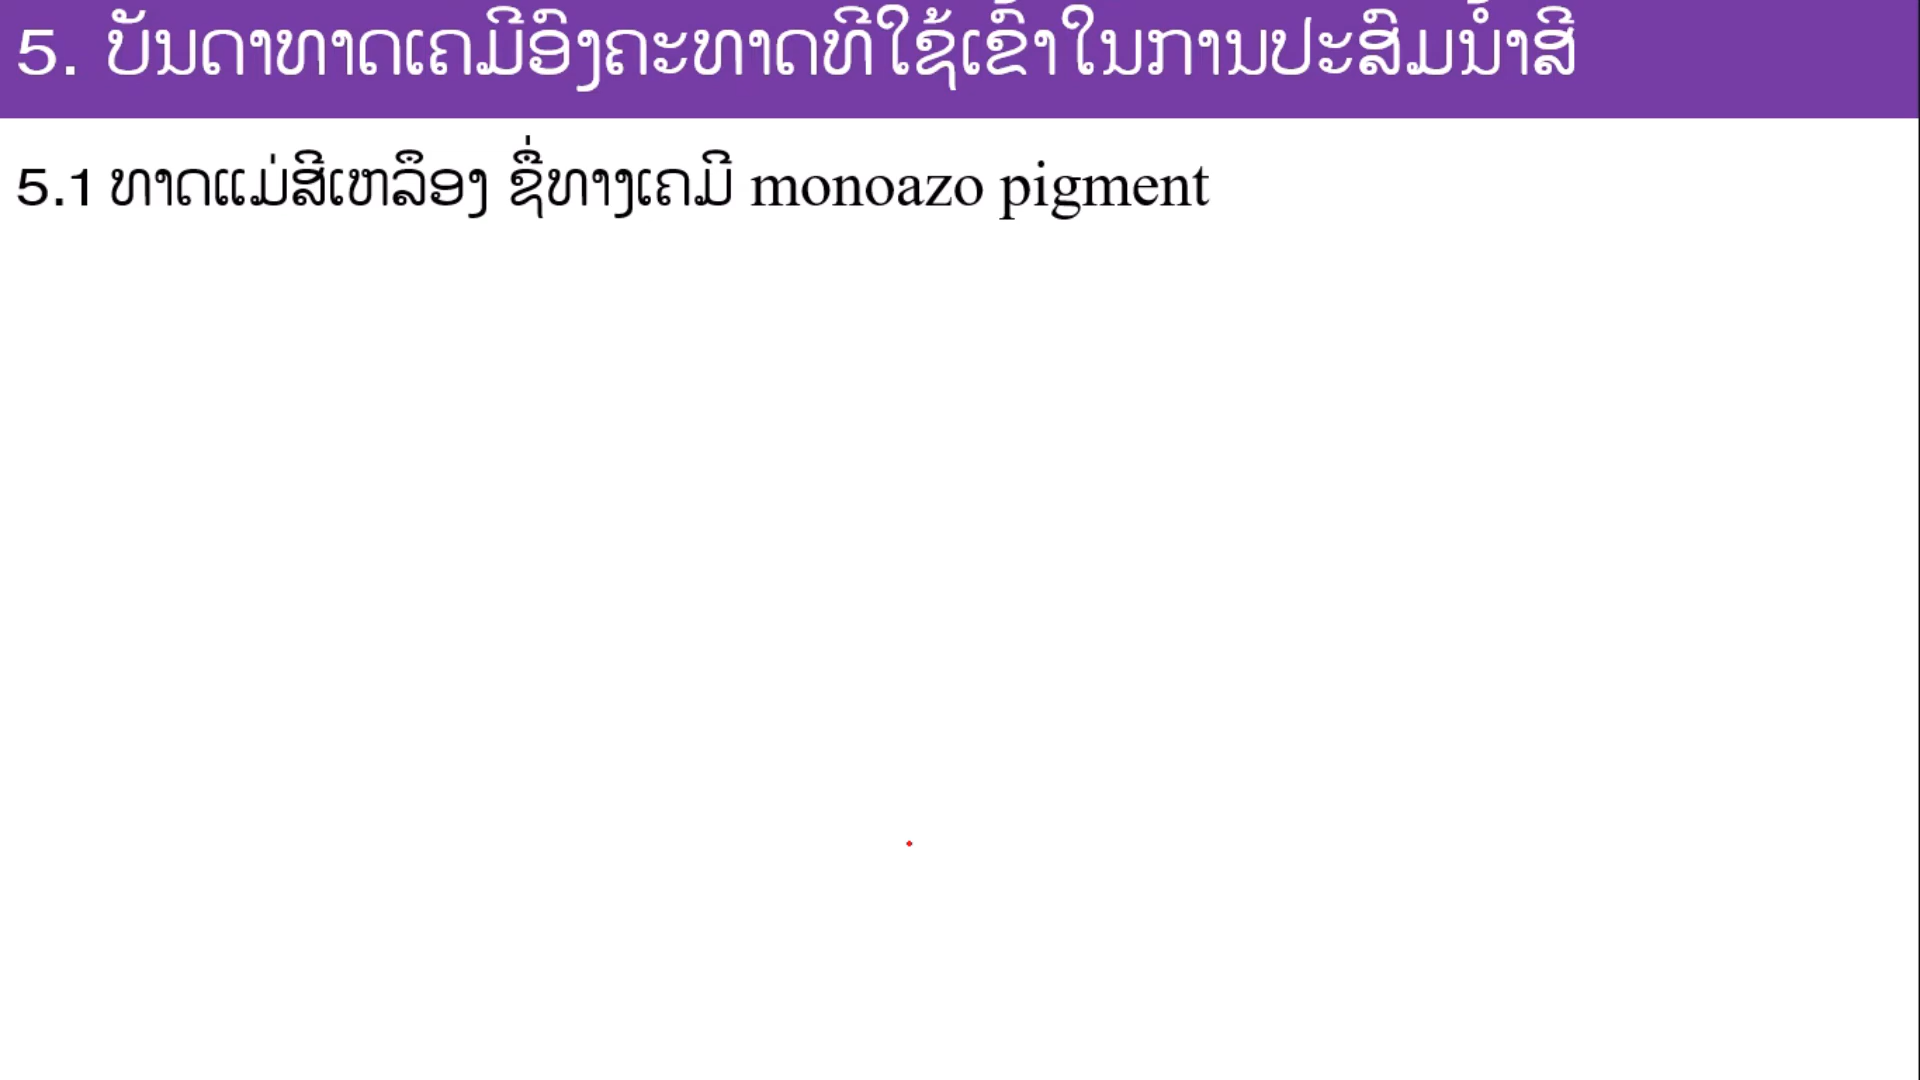 5. ບັນດາທາດເຄມີອົງຄະທາດທີ່ໃຊ້ເຂົ້າໃນການປະສົມນ້ຳສີ
5.1 ທາດແມ່ສີເຫລຶອງ ຊື່ທາງເຄມີ monoazo pigment